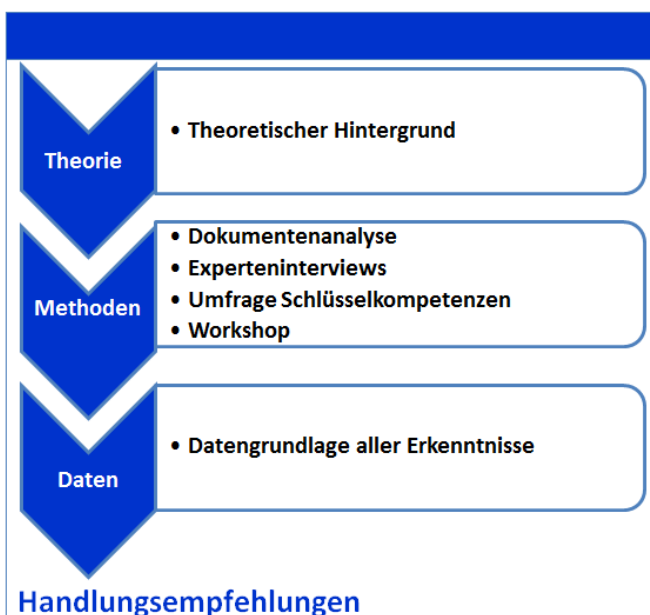 Theorie
• Theoretischer Hintergrund
Methoden
• Dokumentenanalyse
• Experteninterviews
• Umfrage Schlüsselkompetenzen
• Workshop
Daten
• Datengrundlage aller Erkenntnisse
Handlungsempfehlungen